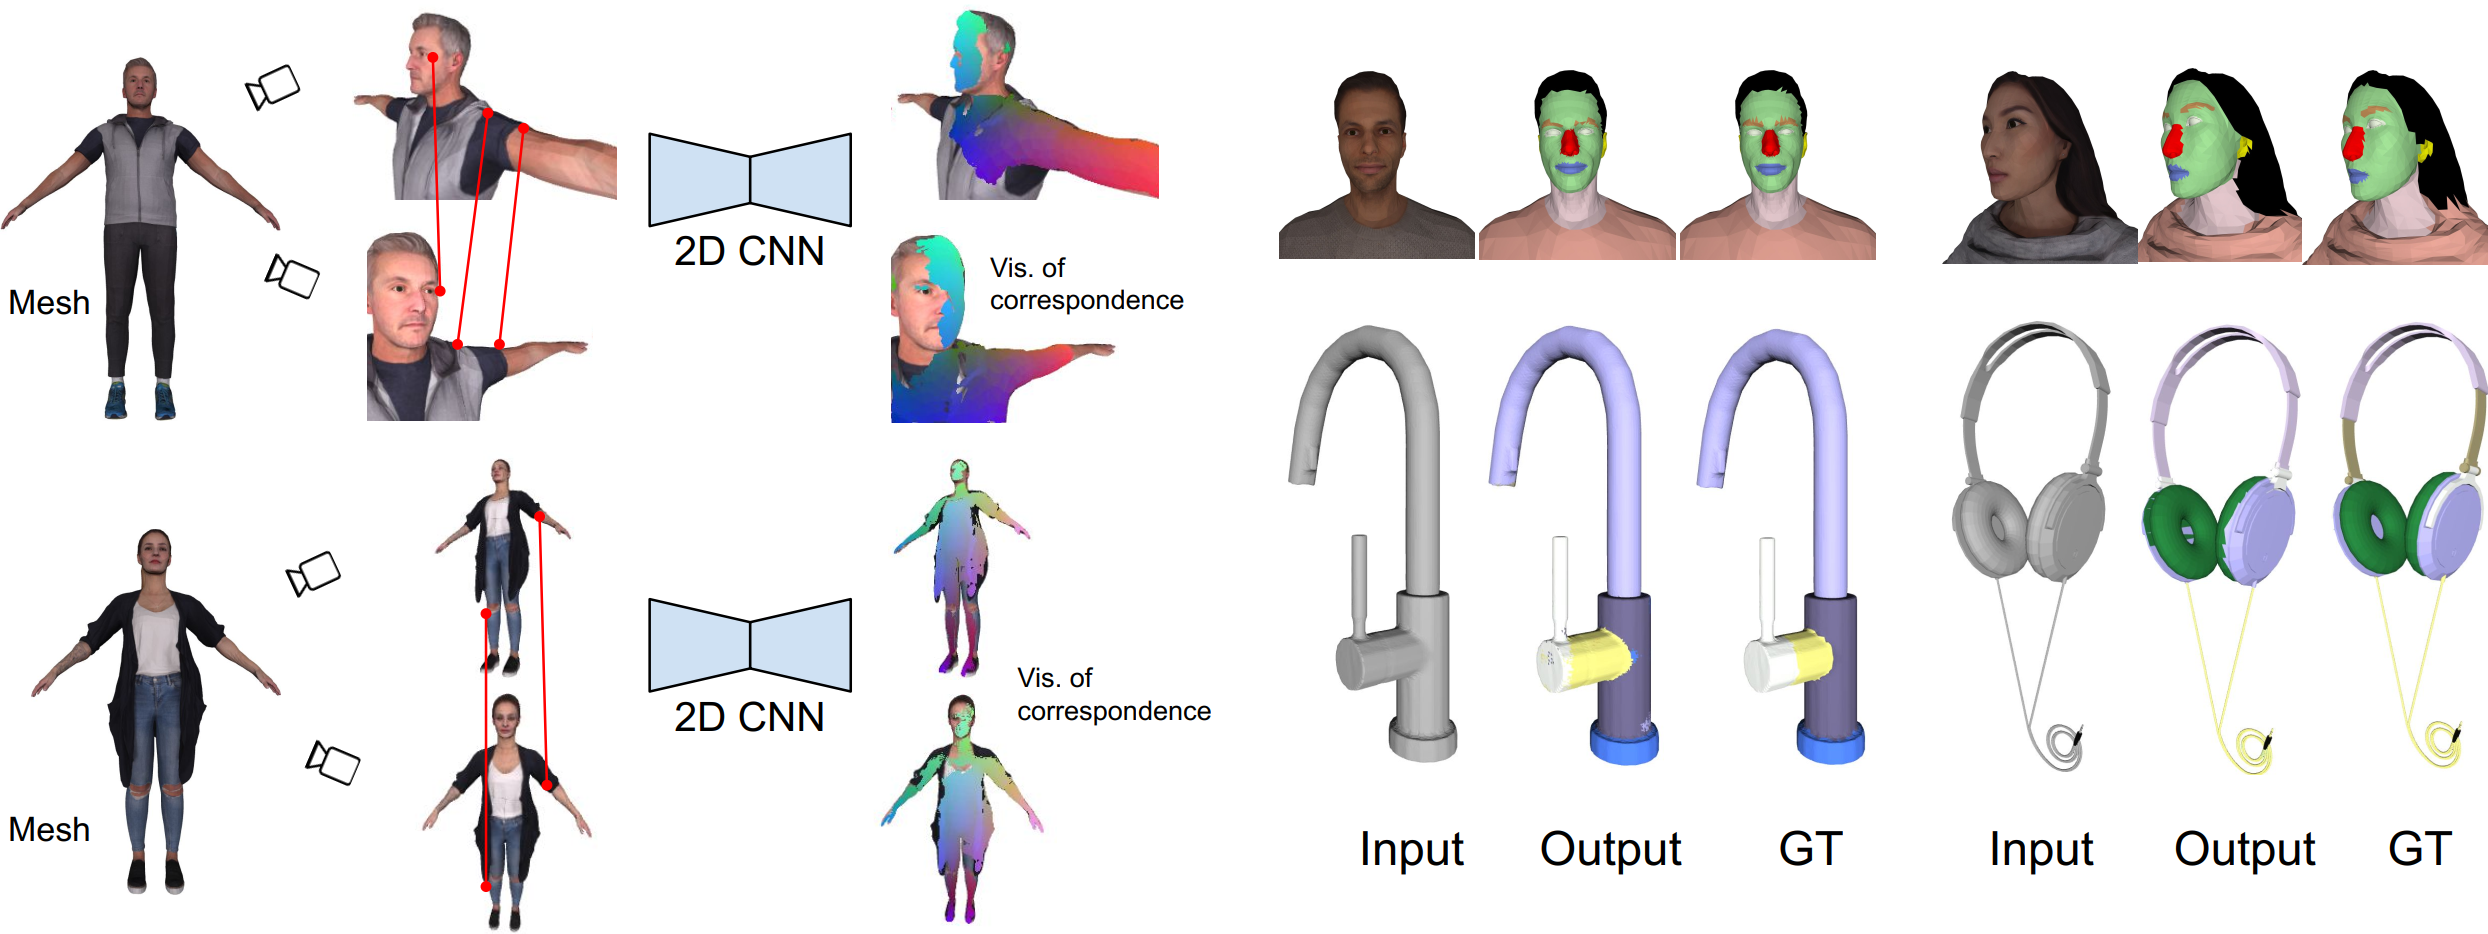 Mesh
2D CNN
Vis. of
correspondence
Mesh
2D CNN
Vis. of
correspondence
Input
Output
GT
Input
Output
GT